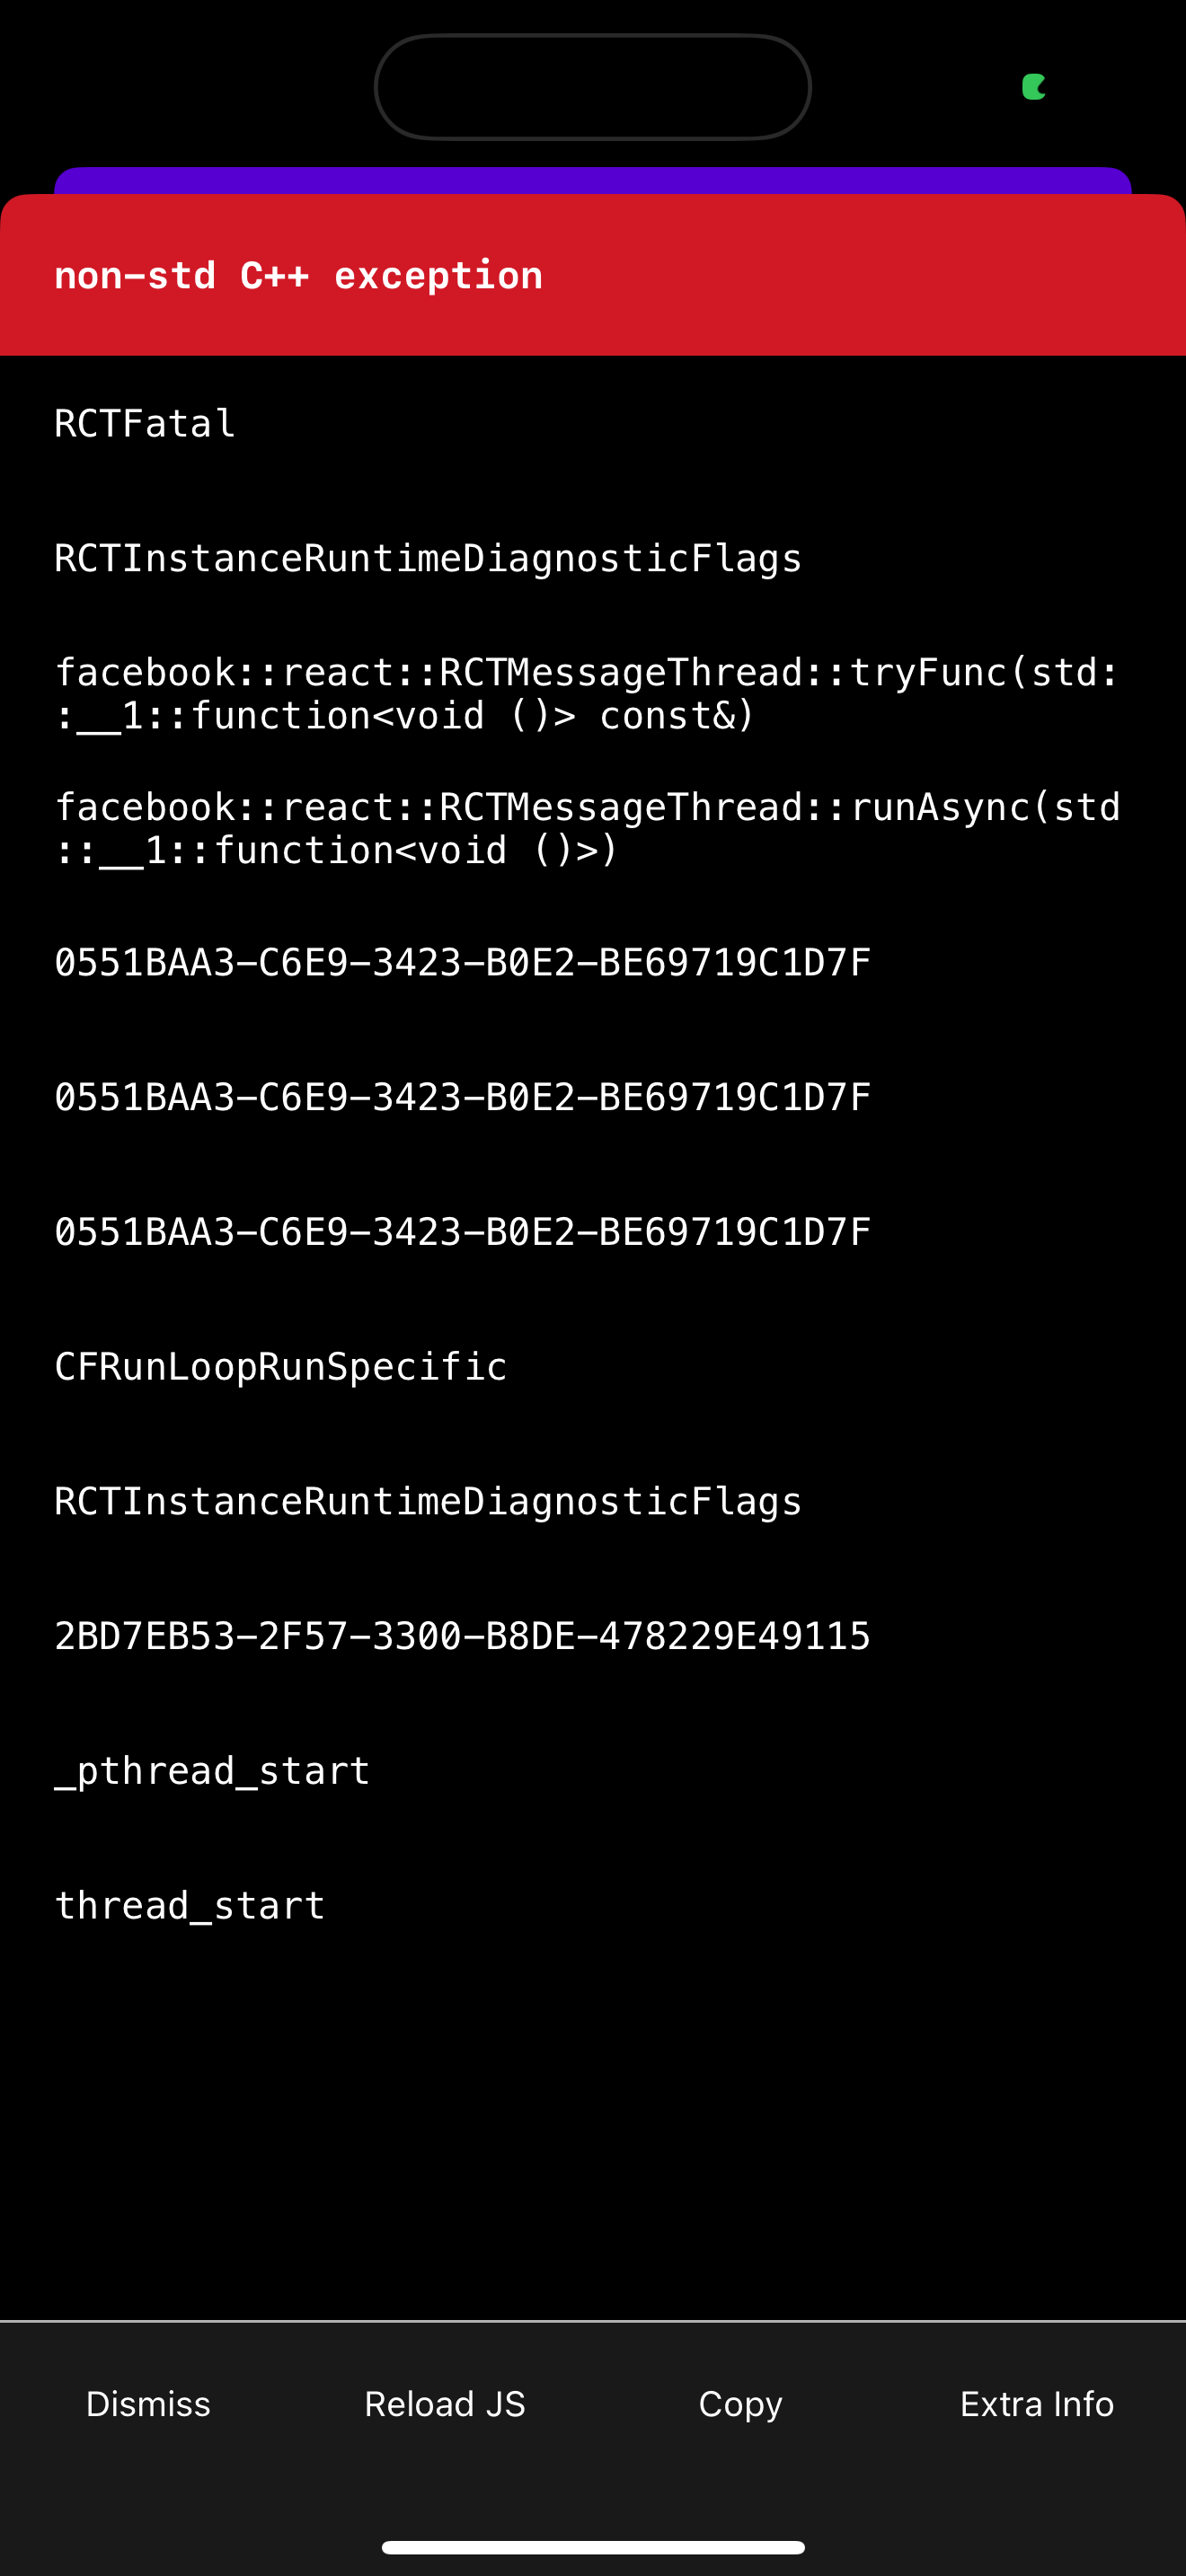 non-std C++ exception
RCTFatal
RCTInstanceRuntimeDiagnosticFlags
facebook::react::RCTMessageThread::tryFunc(std:
:__1::function<void ()> const&)
facebook::react::RCTMessageThread::runAsync(std
::__1::function<void ()>)
0551BAA3-C6E9-3423-B0E2-BE69719C1D7F
0551BAA3-C6E9-3423-B0E2-BE69719C1D7F
0551BAA3-C6E9-3423-B0E2-BE69719C1D7F
CFRunLoopRunSpecific
RCTInstanceRuntimeDiagnosticFlags
2BD7EB53-2F57-3300-B8DE-478229E49115
_pthread_start
thread_start
Dismiss Reload JS Copy Extra Info